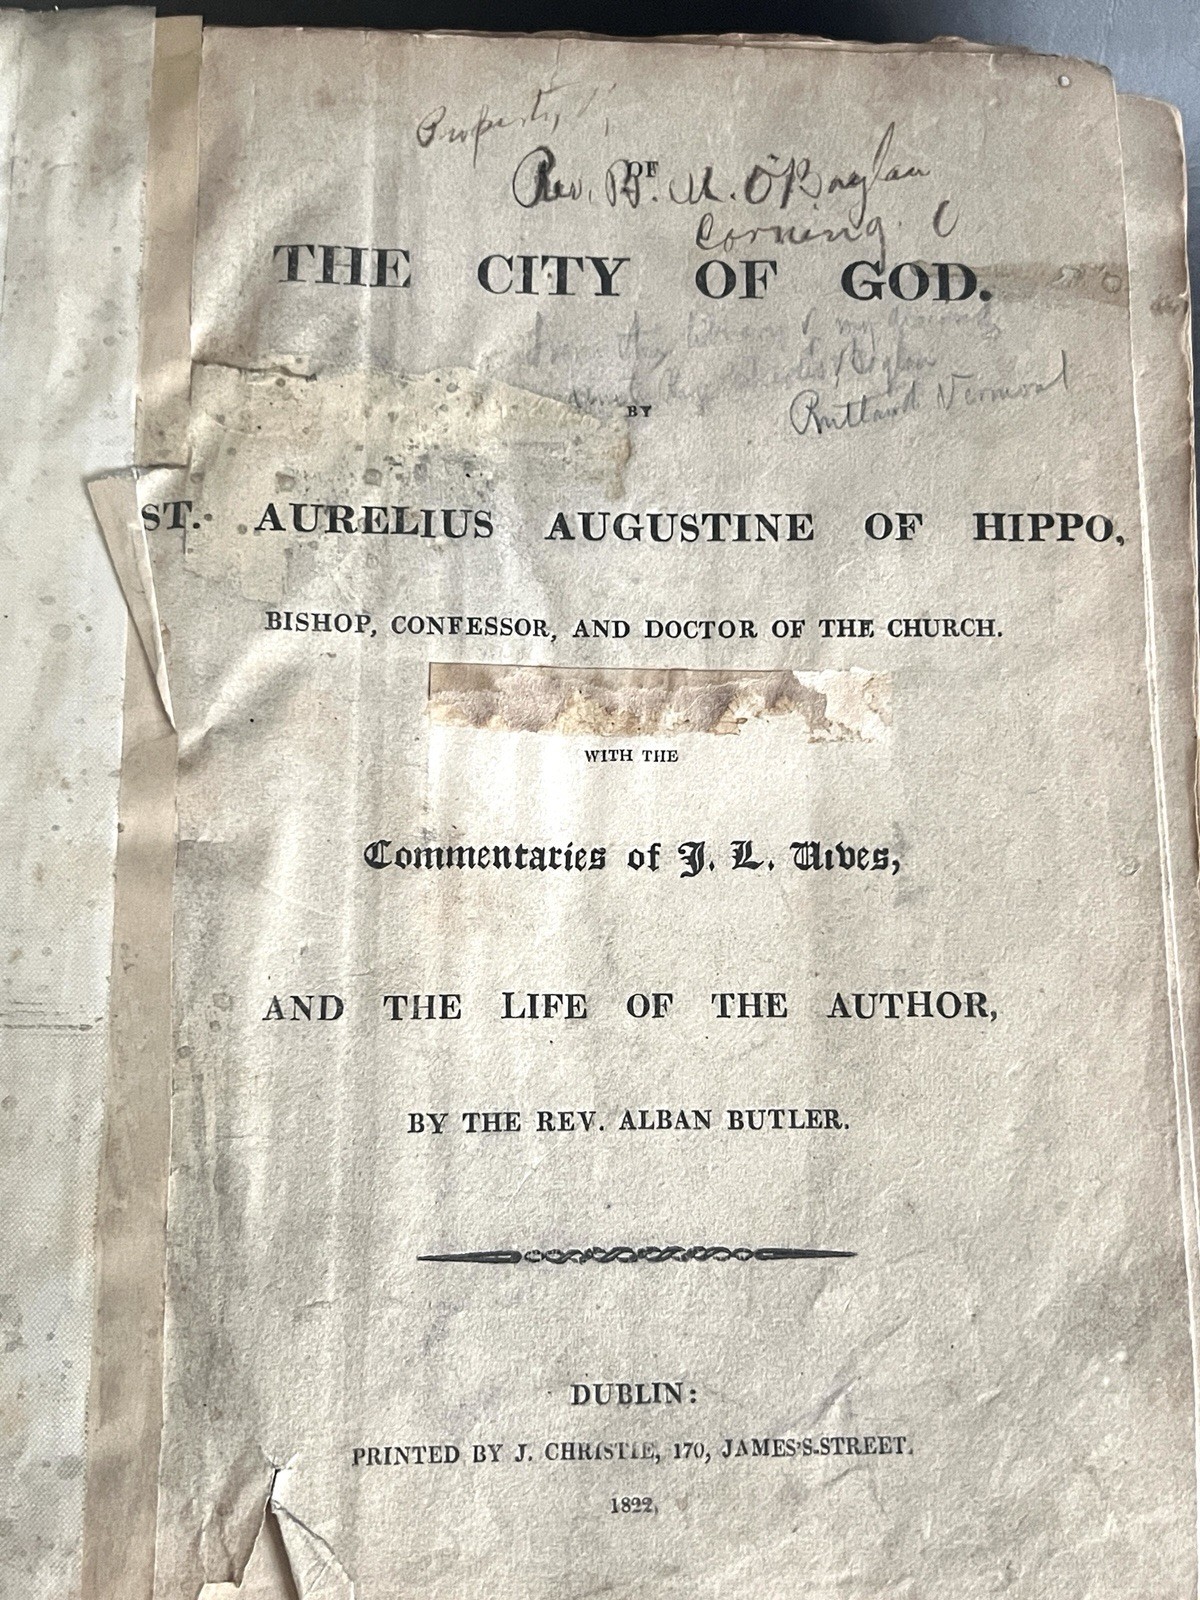 Property
OF
Rev. B. M. O'B
Corning. O
THE CITY OF GOD.
my
BY
Rutland Vermont
ST. AURELIUS AUGUSTINE OF HIPPO,
BISHOP, CONFESSOR, AND DOCTOR OF THE CHURCH.
WITH THE
Commentaries of J. L. Vives,
AND THE LIFE OF THE AUTHOR,
BY THE REV. ALBAN BUTLER.
DUBLIN:
PRINTED BY J. CHRISTIE, 170, JAMES'S-STREET.
1822.